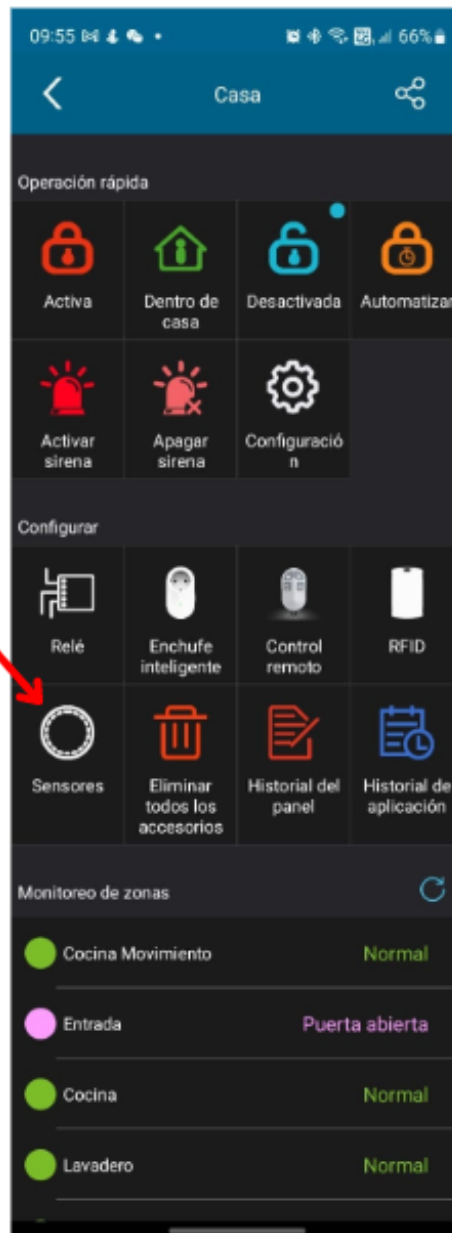 09:55
66%
Casa
Operación rápida
Activa
Dentro de
casa
Desactivada
Automatizar
Activar
sirena
Apagar
sirena
Configuració
n
Configurar
Relé
Enchufe
inteligente
Control
remoto
RFID
Sensores
Eliminar
todos los
accesorios
Historial del
panel
Historial de
aplicación
Monitoreo de zonas
Cocina Movimiento Normal
Entrada Puerta abierta
Cocina Normal
Lavadero Normal